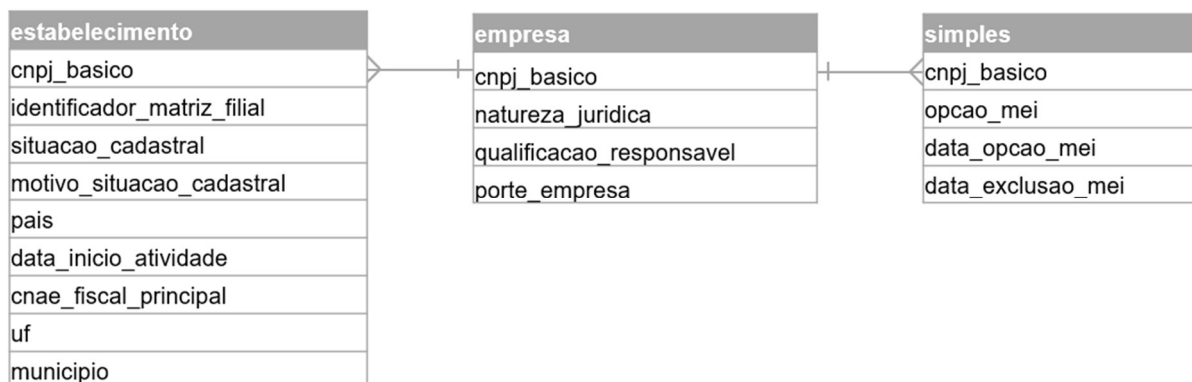 estabelecimento
cnpj_basico
identificador_matriz_filial
situacao_cadastral
motivo_situacao_cadastral
pais
data_inicio_atividade
cnae_fiscal_principal
uf
municipio
empresa
cnpj_basico
natureza_juridica
qualificacao_responsavel
porte_empresa
simples
cnpj_basico
opcao_mei
data_opcao_mei
data_exclusao_mei